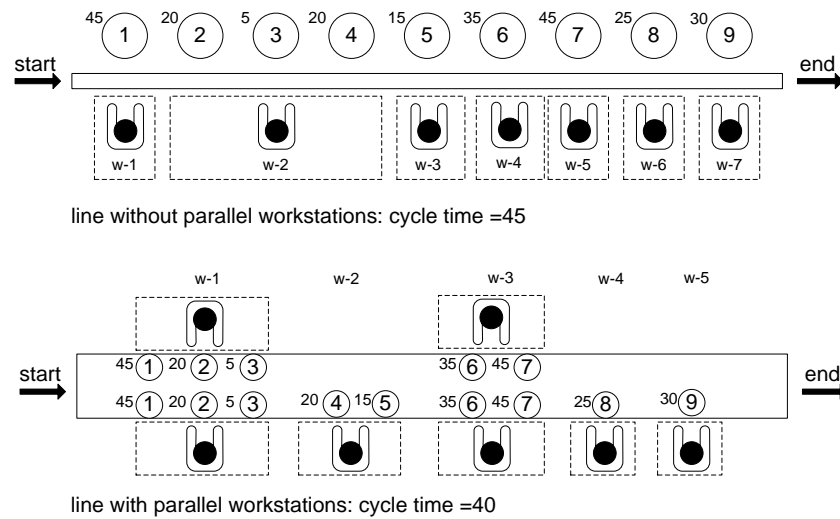 45 1 20 2 5 3 20 4 15 5 35 6 45 7 25 8 30 9
start end
w-1 w-2 w-3 w-4 w-5 w-6 w-7
line without parallel workstations: cycle time =45
w-1 w-2 w-3 w-4 w-5
45 1 20 2 5 3 35 6 45 7
start end
45 1 20 2 5 3 20 4 15 5 35 6 45 7 25 8 30 9
line with parallel workstations: cycle time =40